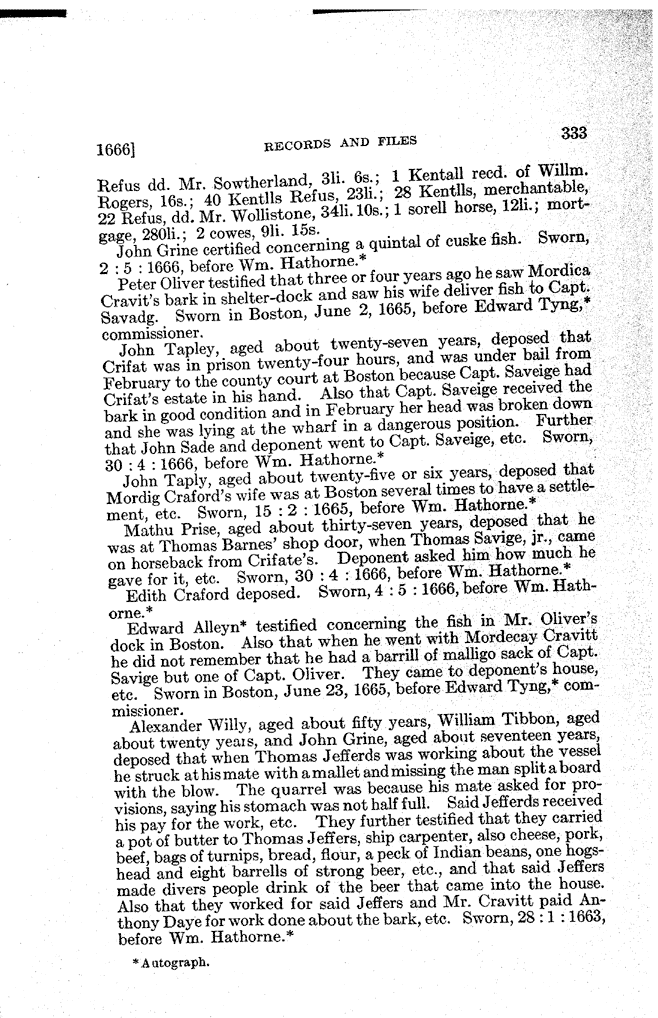 1666] RECORDS AND FILES 333
Refus dd. Mr. Sowtherland, 3li. 6s.; 1 Kentall recd. of Willm.
Rogers, 16s.; 40 Kentlls Refus, 23li.; 28 Kentlls, merchantable,
22 Refus, dd. Mr. Wollistone, 34li. 10s.; 1 sorell horse, 12li.; mort-
gage, 280li.; 2 cowes, 9li. 15s.
John Grine certified concerning a quintal of cuske fish. Sworn,
2 : 5 : 1666, before Wm. Hathorne.*
Peter Oliver testified that three or four years ago he saw Mordica
Cravit's bark in shelter-dock and saw his wife deliver fish to Capt.
Savadg. Sworn in Boston, June 2, 1665, before Edward Tyng,*
commissioner.
John Tapley, aged about twenty-seven years, deposed that
Crifat was in prison twenty-four hours, and was under bail from
February to the county court at Boston because Capt. Saveige had
Crifat's estate in his hand. Also that Capt. Saveige received the
bark in good condition and in February her head was broken down
and she was lying at the wharf in a dangerous position. Further
that John Sade and deponent went to Capt. Saveige, etc. Sworn,
30 : 4 : 1666, before Wm. Hathorne.*
John Taply, aged about twenty-five or six years, deposed that
Mordig Craford's wife was at Boston several times to have a settle-
ment, etc. Sworn, 15 : 2 : 1665, before Wm. Hathorne.*
Mathu Prise, aged about thirty-seven years, deposed that he
was at Thomas Barnes' shop door, when Thomas Savige, jr., came
on horseback from Crifate's. Deponent asked him how much he
gave for it, etc. Sworn, 30 : 4 : 1666, before Wm. Hathorne.*
Edith Craford deposed. Sworn, 4 : 5 : 1666, before Wm. Hath-
orne.*
Edward Alleyn* testified concerning the fish in Mr. Oliver's
dock in Boston. Also that when he went with Mordecay Cravitt
he did not remember that he had a barrill of malligo sack of Capt.
Savige but one of Capt. Oliver. They came to deponent's house,
etc. Sworn in Boston, June 23, 1665, before Edward Tyng,* com-
missioner.
Alexander Willy, aged about fifty years, William Tibbon, aged
about twenty years, and John Grine, aged about seventeen years,
deposed that when Thomas Jefferds was working about the vessel
he struck at his mate with a mallet and missing the man split a board
with the blow. The quarrel was because his mate asked for pro-
visions, saying his stomach was not half full. Said Jefferds received
his pay for the work, etc. They further testified that they carried
a pot of butter to Thomas Jeffers, ship carpenter, also cheese, pork,
beef, bags of turnips, bread, flour, a peck of Indian beans, one hogs-
head and eight barrells of strong beer, etc., and that said Jeffers
made divers people drink of the beer that came into the house.
Also that they worked for said Jeffers and Mr. Cravitt paid An-
thony Daye for work done about the bark, etc. Sworn, 28 : 1 : 1663,
before Wm. Hathorne.*
*Autograph.